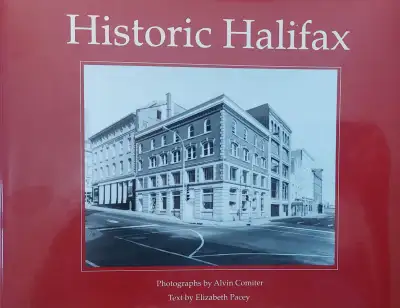 Historic Halifax
Photographs by Alvin Comiter
Text by Elizabeth Pacey